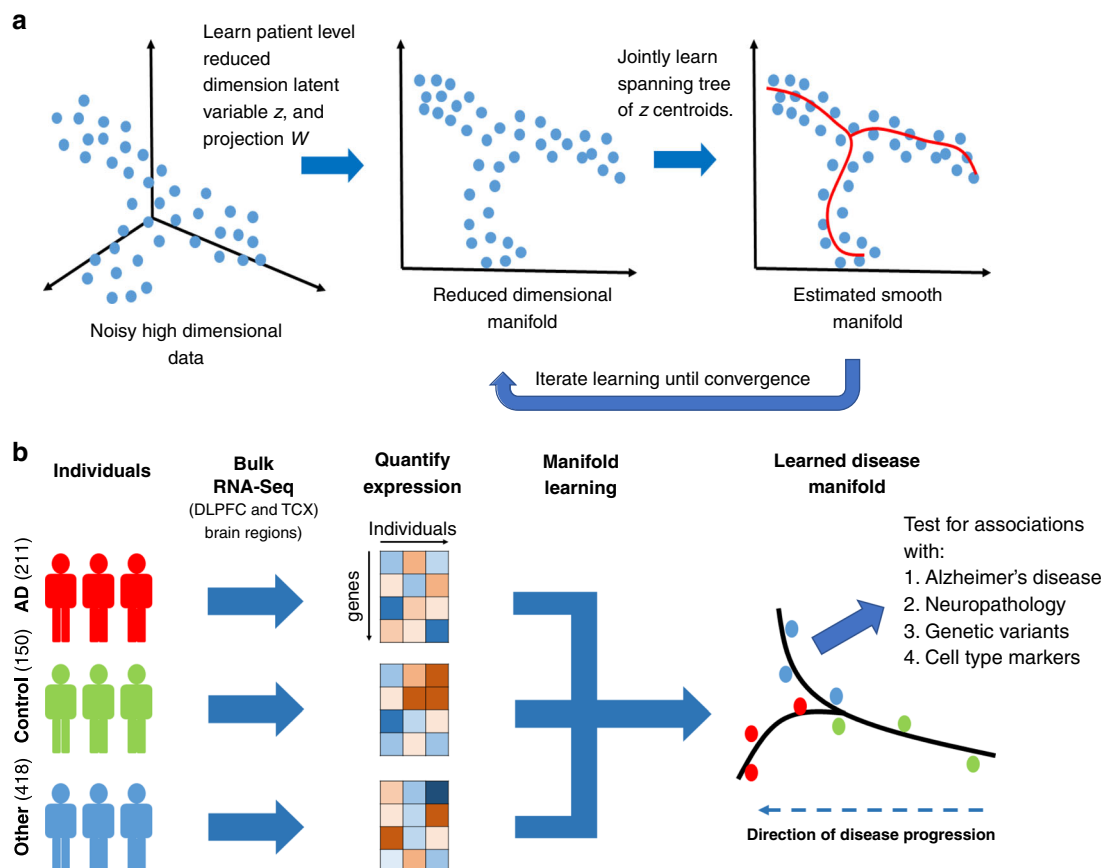 a
Learn patient level
reduced
dimension latent
variable z, and
projection W
Jointly learn
spanning tree
of z centroids.
Noisy high dimensional
data
Reduced dimensional
manifold
Estimated smooth
manifold
Iterate learning until convergence
b
Individuals
Bulk
RNA-Seq
(DLPFC and TCX)
brain regions)
Quantify
expression
Manifold
learning
Learned disease
manifold
Individuals
genes
AD (211)
Control (150)
Other (418)
Test for associations
with:
1. Alzheimer's disease
2. Neuropathology
3. Genetic variants
4. Cell type markers
Direction of disease progression